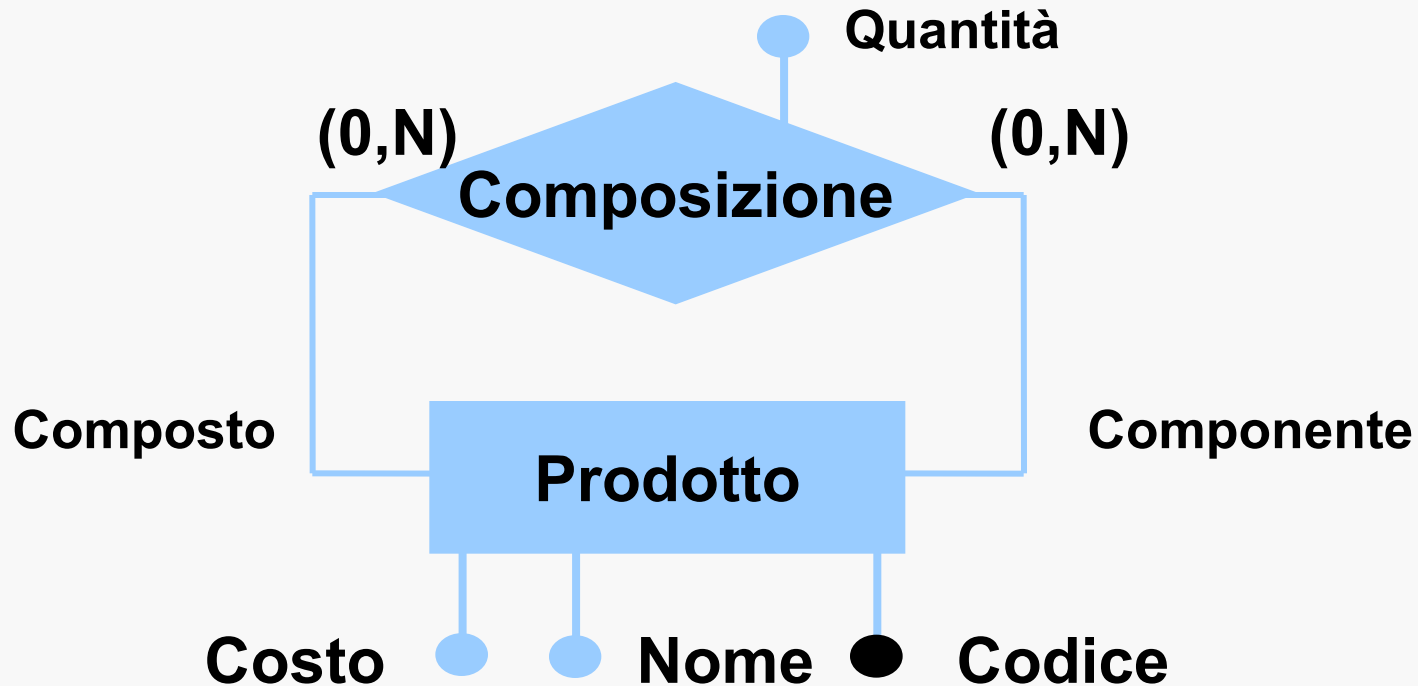 Quantità
(0,N)
(0,N)
Composizione
Composto
Componente
Prodotto
Costo
Nome
Codice